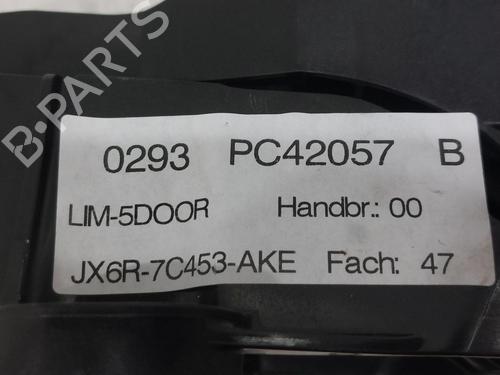 B-PARTS
0293 PC42057 B
LIM-5DOOR Handbr.: 00
JX6R-7C453-AKE Fach: 47